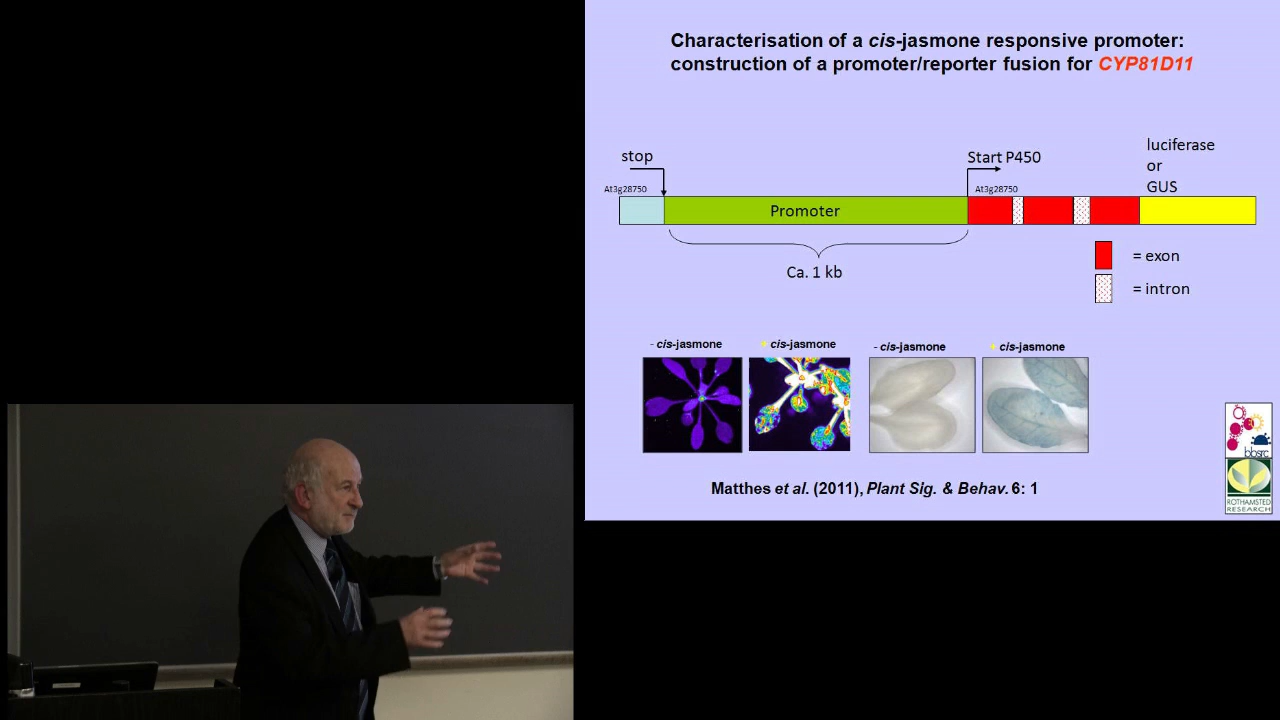 Characterisation of a cis-jasmone responsive promoter:
construction of a promoter/reporter fusion for CYP81D11
luciferase
or
GUS
stop
Start P450
At3g28750
At3g28750
Promoter
Ca. 1 kb
= exon
= intron
- cis-jasmone
+ cis-jasmone
- cis-jasmone
+ cis-jasmone
Matthes et al. (2011), Plant Sig. & Behav. 6: 1
bbsrc
ROTHAMSTED
RESEARCH